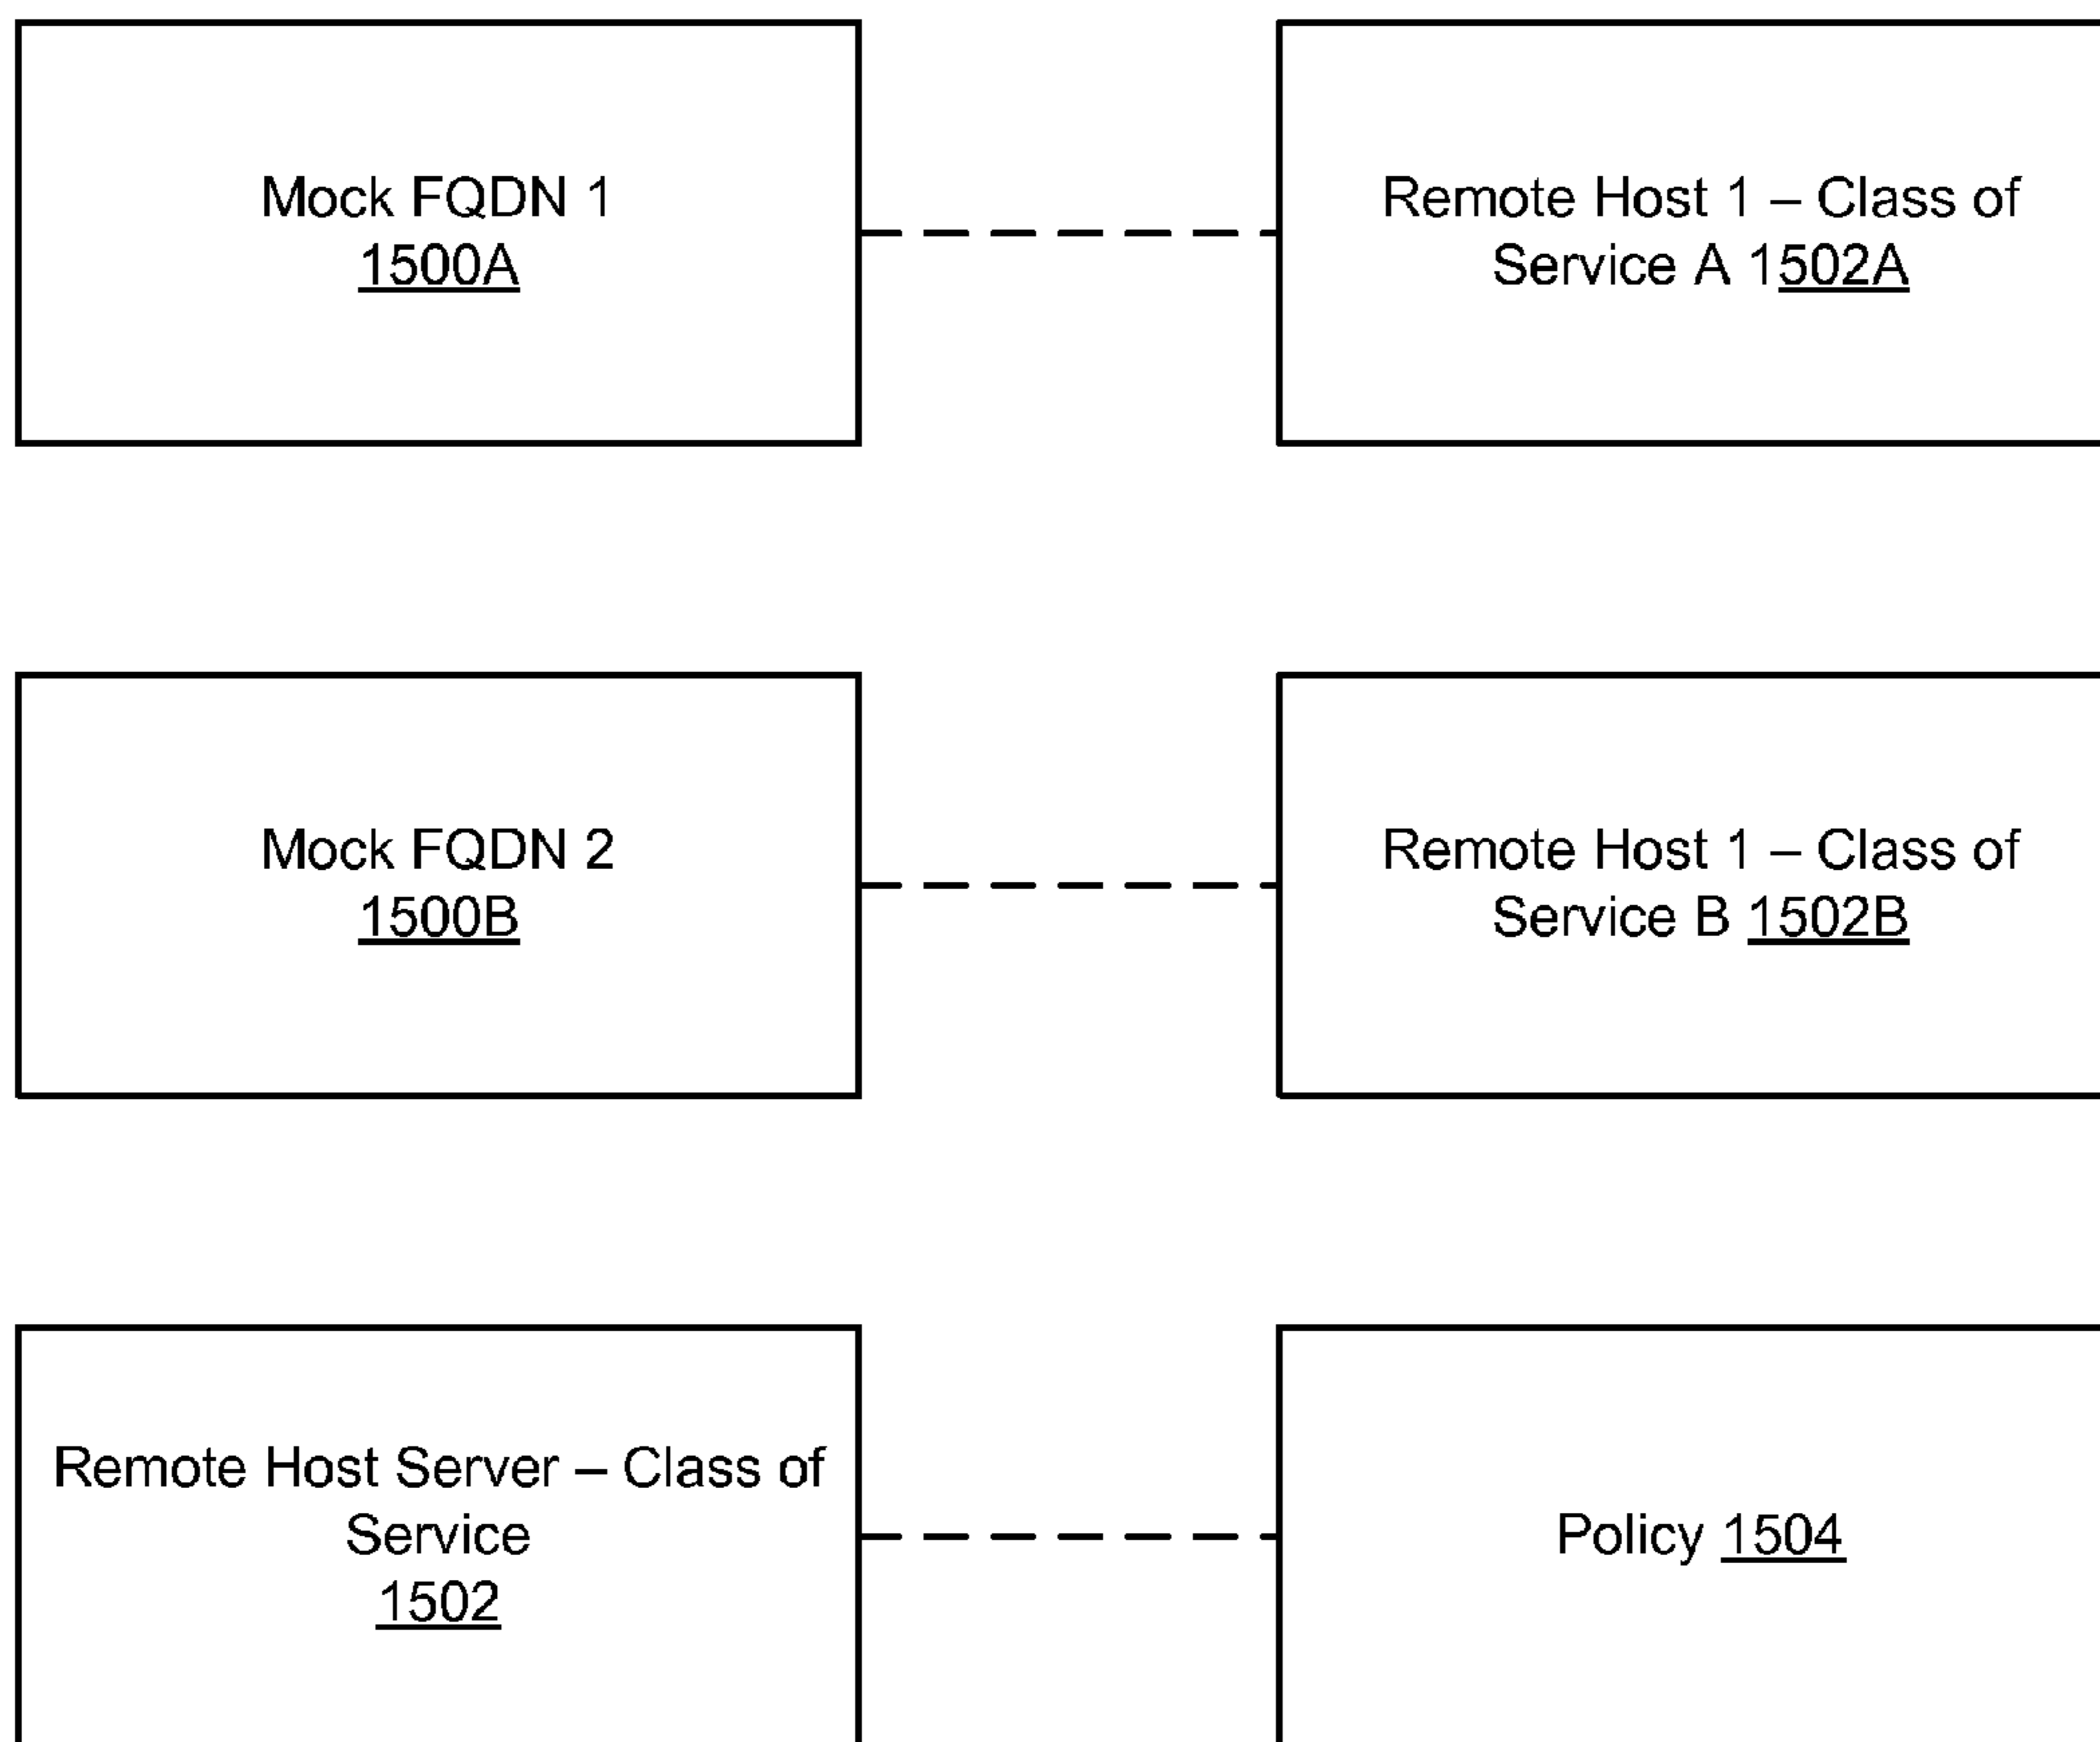 Mock FQDN 1
1500A
Remote Host 1 – Class of
Service A 1502A
Mock FQDN 2
1500B
Remote Host 1 – Class of
Service B 1502B
Remote Host Server – Class of
Service
1502
Policy 1504